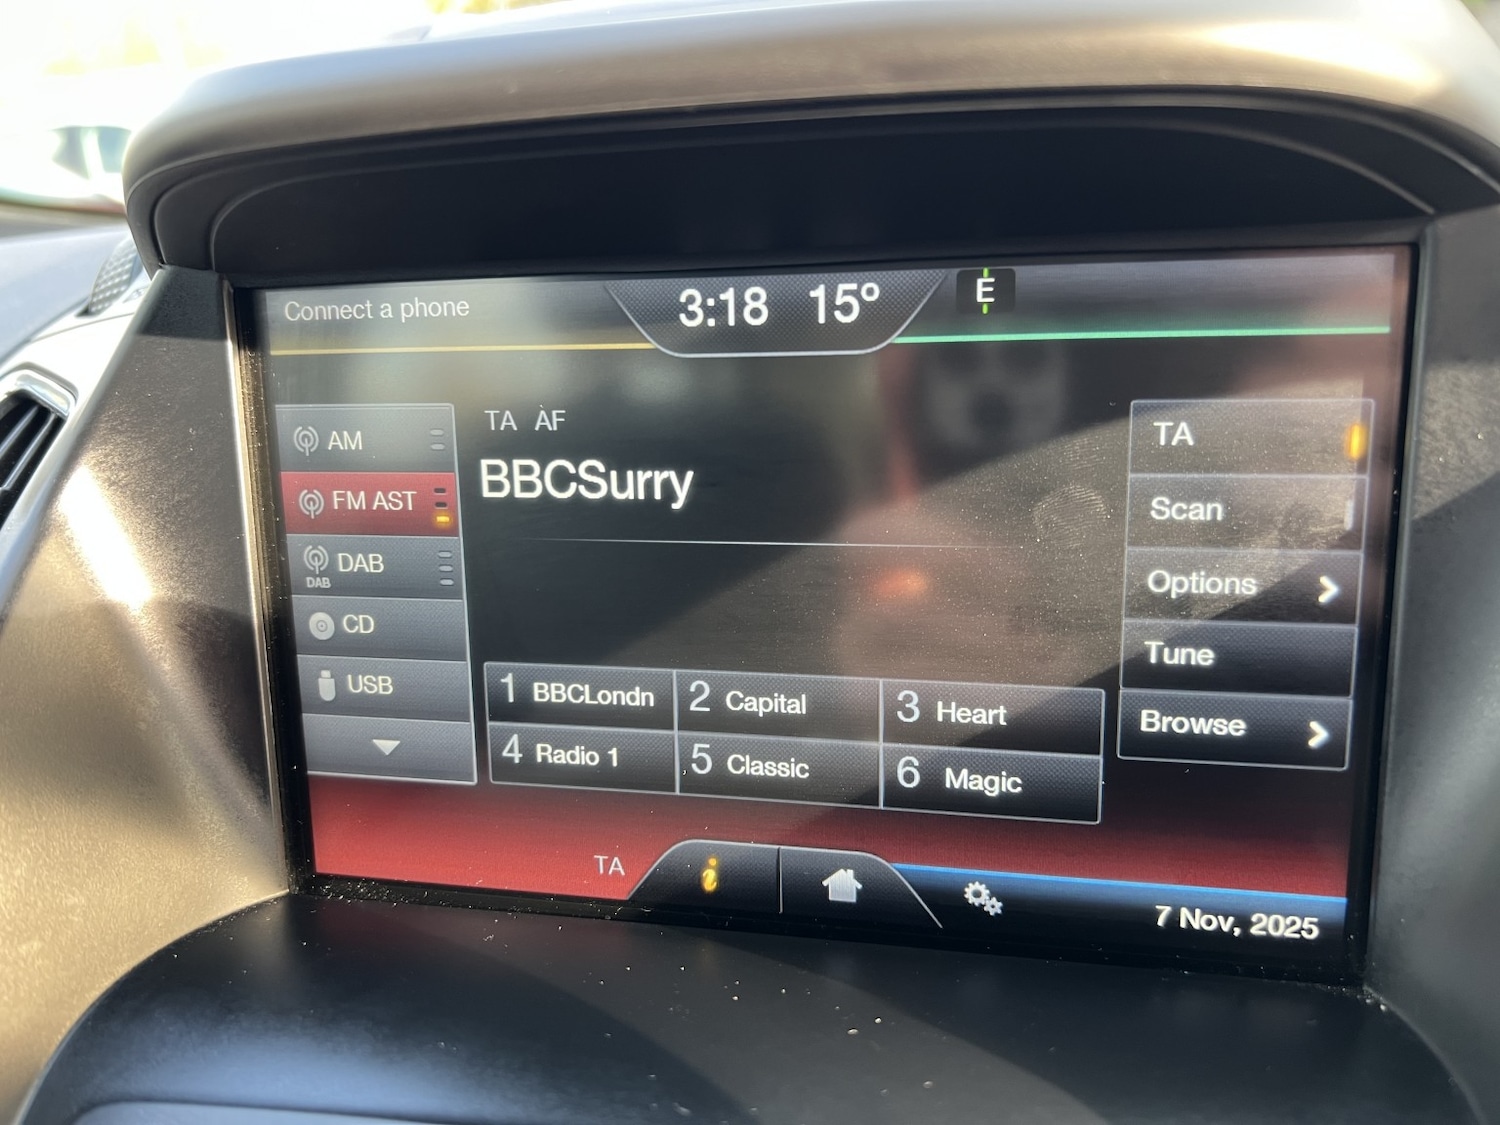 Connect a phone
3:18 15° E
TA AF
BBCSurry
AM
FM AST
DAB
DAB
CD
USB
TA
Scan
Options
Tune
Browse
1 BBCLondn 2 Capital 3 Heart
4 Radio 1 5 Classic 6 Magic
TA i
7 Nov, 2025